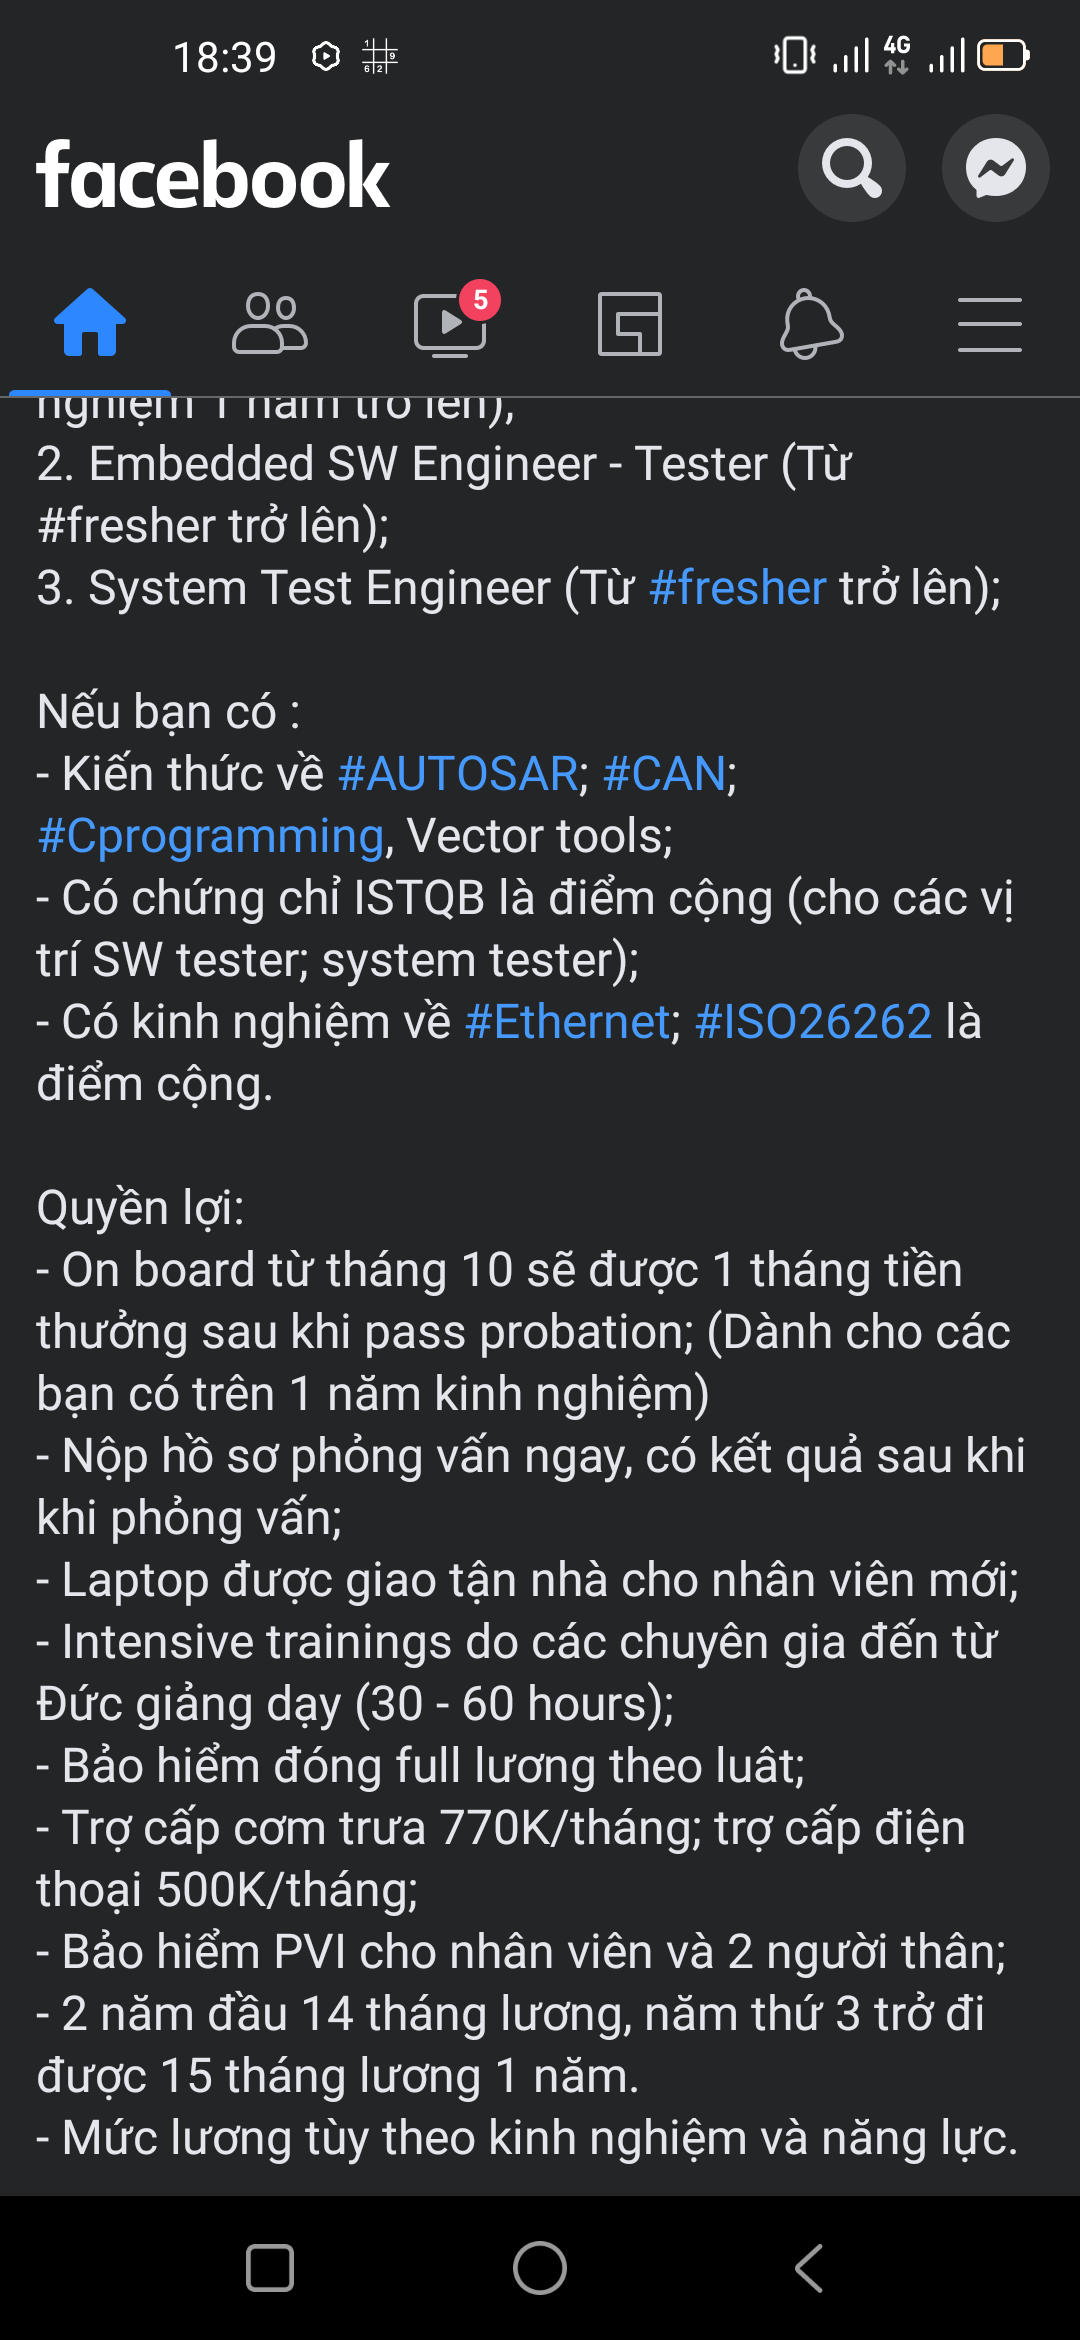 18:39
4G
facebook
5
nghiệm 1 năm trở lên);
2. Embedded SW Engineer - Tester (Từ
#fresher trở lên);
3. System Test Engineer (Từ #fresher trở lên);
Nếu bạn có :
- Kiến thức về #AUTOSAR; #CAN;
#Cprogramming, Vector tools;
- Có chứng chỉ ISTQB là điểm cộng (cho các vị
trí SW tester; system tester);
- Có kinh nghiệm về #Ethernet; #ISO26262 là
điểm cộng.
Quyền lợi:
- On board từ tháng 10 sẽ được 1 tháng tiền
thưởng sau khi pass probation; (Dành cho các
bạn có trên 1 năm kinh nghiệm)
- Nộp hồ sơ phỏng vấn ngay, có kết quả sau khi
khi phỏng vấn;
- Laptop được giao tận nhà cho nhân viên mới;
- Intensive trainings do các chuyên gia đến từ
Đức giảng dạy (30 - 60 hours);
- Bảo hiểm đóng full lương theo luât;
- Trợ cấp cơm trưa 770K/tháng; trợ cấp điện
thoại 500K/tháng;
- Bảo hiểm PVI cho nhân viên và 2 người thân;
- 2 năm đầu 14 tháng lương, năm thứ 3 trở đi
được 15 tháng lương 1 năm.
- Mức lương tùy theo kinh nghiệm và năng lực.